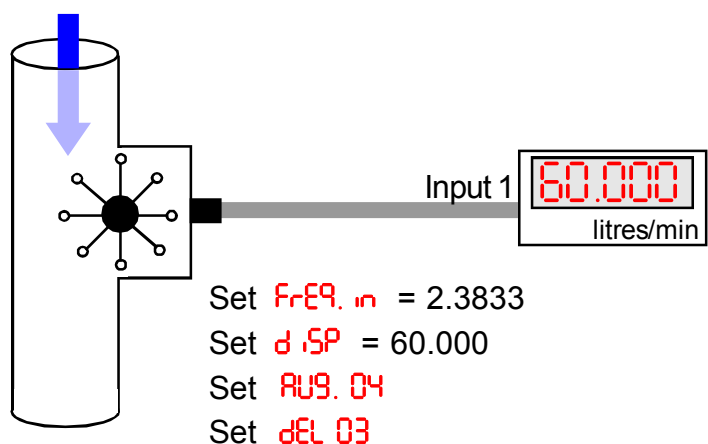 Input 1
60.000
litres/min
Set FrEq. in = 2.3833
Set diSP = 60.000
Set AUg. 04
Set dEL 03